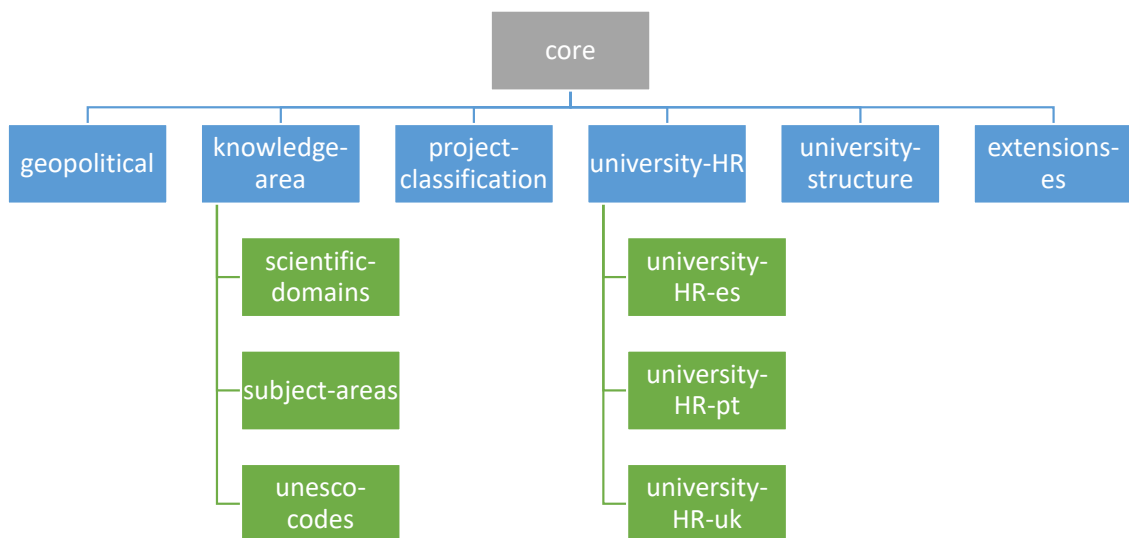 core
geopolitical
knowledge-
area
project-
classification
university-HR
university-
structure
extensions-
es
scientific-
domains
subject-areas
unesco-
codes
university-
HR-es
university-
HR-pt
university-
HR-uk